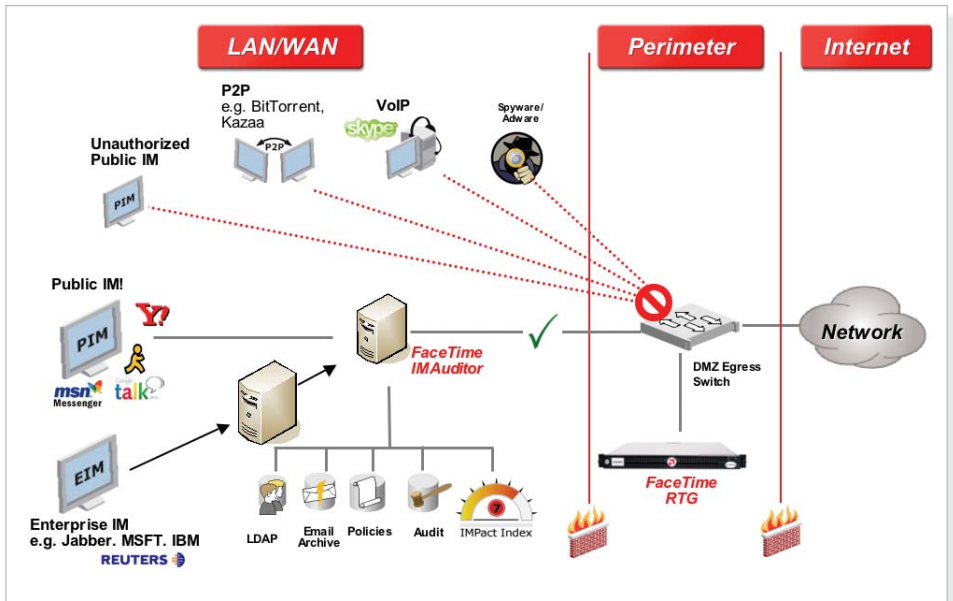 LAN/WAN
Perimeter
Internet
P2P
e.g. BitTorrent,
Kazaa
P2P
VoIP
skype
Spyware/
Adware
Unauthorized
Public IM
PIM
Public IM!
PIM
Y!
msn
Messenger
Google
talk
FaceTime
IMAuditor
DMZ Egress
Switch
Network
EIM
Enterprise IM
e.g. Jabber. MSFT. IBM
REUTERS
LDAP
Email
Archive
Policies
Audit
7
IMPact Index
FaceTime
RTG